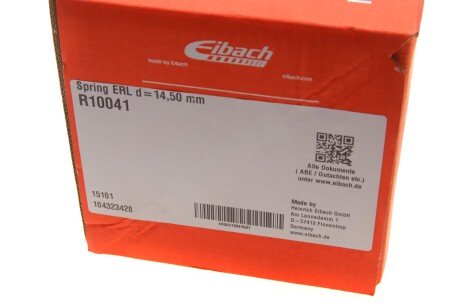 Eibach
Made by Eibach
eibach.com
Spring ERL d=14,50 mm
R10041
Alle Dokumente
( ABE / Gutachten etc.)
unter www.eibach.de
15101
104323428
Made by
Heinrich Eibach GmbH
Am Lennedamm 1
D-57413 Finnentrop
Germany
www.eibach.de